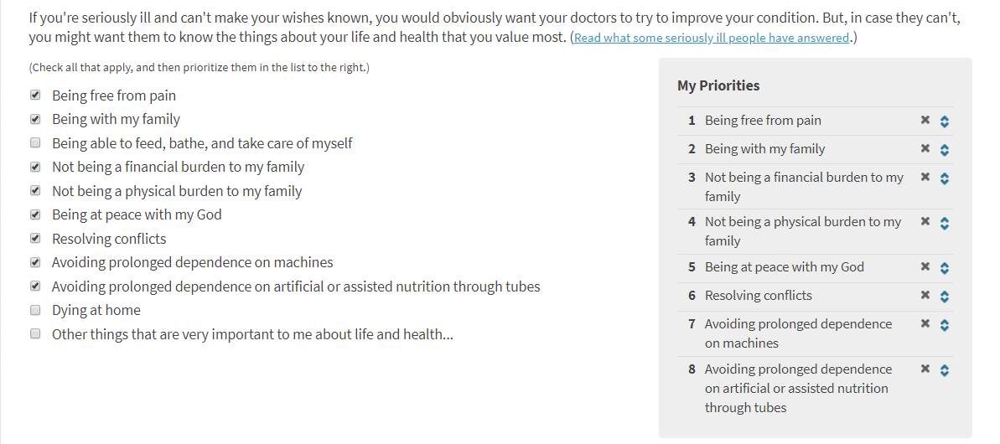 If you're seriously ill and can't make your wishes known, you would obviously want your doctors to try to improve your condition. But, in case they can't,
you might want them to know the things about your life and health that you value most. (Read what some seriously ill people have answered.)
(Check all that apply, and then prioritize them in the list to the right.)
Being free from pain
Being with my family
Being able to feed, bathe, and take care of myself
Not being a financial burden to my family
Not being a physical burden to my family
Being at peace with my God
Resolving conflicts
Avoiding prolonged dependence on machines
Avoiding prolonged dependence on artificial or assisted nutrition through tubes
Dying at home
Other things that are very important to me about life and health...
My Priorities
1 Being free from pain
2 Being with my family
3 Not being a financial burden to my
family
4 Not being a physical burden to my
family
5 Being at peace with my God
6 Resolving conflicts
7 Avoiding prolonged dependence
on machines
8 Avoiding prolonged dependence
on artificial or assisted nutrition
through tubes